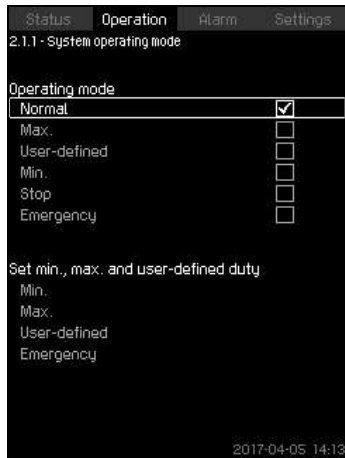 Status Operation Alarm Settings
2.1.1 - System operating mode
Operating mode
Normal
Max.
User-defined
Min.
Stop
Emergency
Set min., max. and user-defined duty
Min.
Max.
User-defined
Emergency
2017-04-05 14:13